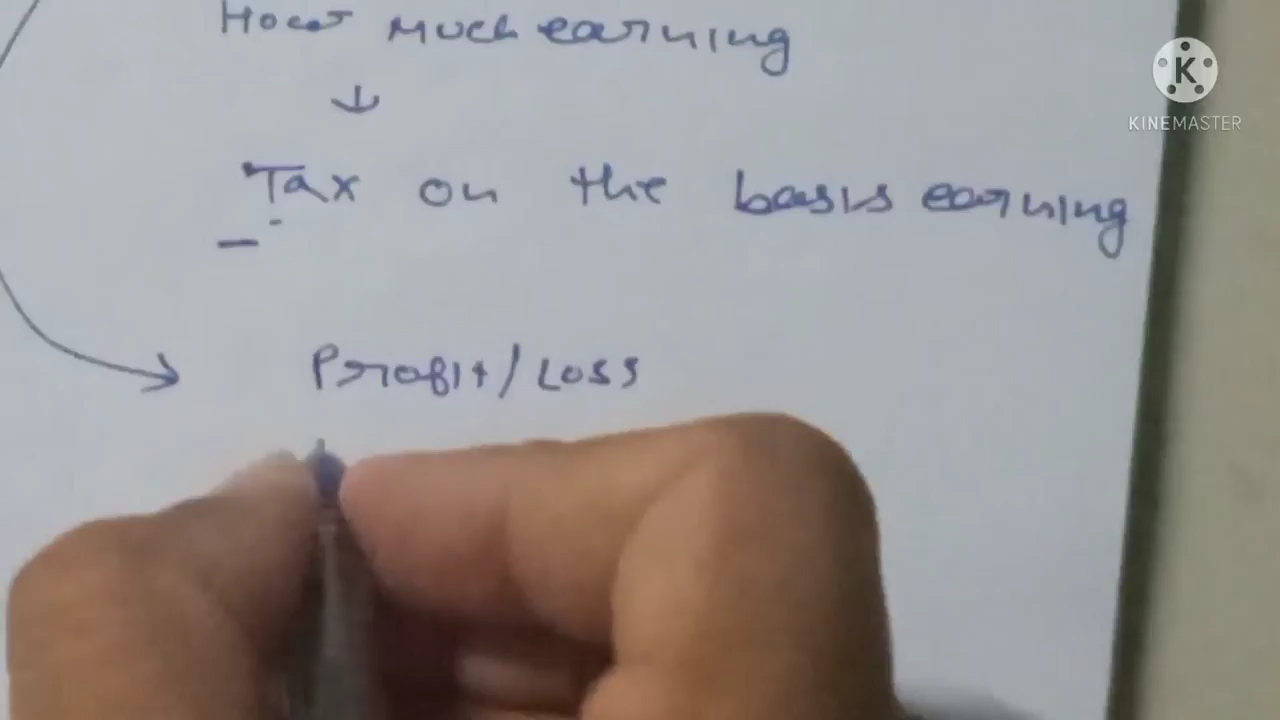 How Much earning
Tax on the basis earning
Profit/Loss
K
KINEMASTER